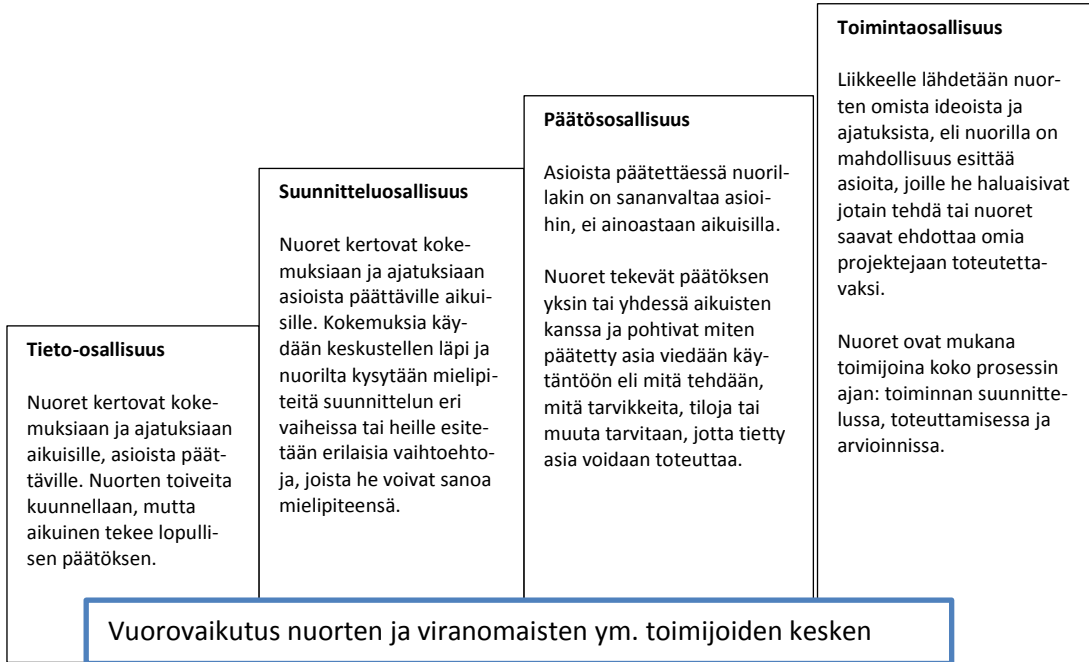 Tieto-osallisuus
Nuoret kertovat koke-
muksiaan ja ajatuksiaan
aikuisille, asioista päät-
täville. Nuorten toiveita
kuunnellaan, mutta
aikuinen tekee lopulli-
sen päätöksen.
Suunnitteluosallisuus
Nuoret kertovat koke-
muksiaan ja ajatuksiaan
asioista päättäville aikui-
sille. Kokemuksia käy-
dään keskustellen läpi ja
nuorilta kysytään mielipi-
teitä suunnittelun eri
vaiheissa tai heille esite-
tään erilaisia vaihtoehto-
ja, joista he voivat sanoa
mielipiteensä.
Päätösosallisuus
Asioista päätettäessä nuoril-
lakin on sananvaltaa asioi-
hin, ei ainoastaan aikuisilla.
Nuoret tekevät päätöksen
yksin tai yhdessä aikuisten
kanssa ja pohtivat miten
päätetty asia viedään käy-
täntöön eli mitä tehdään,
mitä tarvikkeita, tiloja tai
muuta tarvitaan, jotta tietty
asia voidaan toteuttaa.
Toimintaosallisuus
Liikkeelle lähdetään nuor-
ten omista ideoista ja
ajatuksista, eli nuorilla on
mahdollisuus esittää
asioita, joille he haluaisivat
jotain tehdä tai nuoret
saavat ehdottaa omia
projektejaan toteutetta-
vaksi.
Nuoret ovat mukana
toimijoina koko prosessin
ajan: toiminnan suunnitte-
lussa, toteuttamisessa ja
arvioinnissa.
Vuorovaikutus nuorten ja viranomaisten ym. toimijoiden kesken